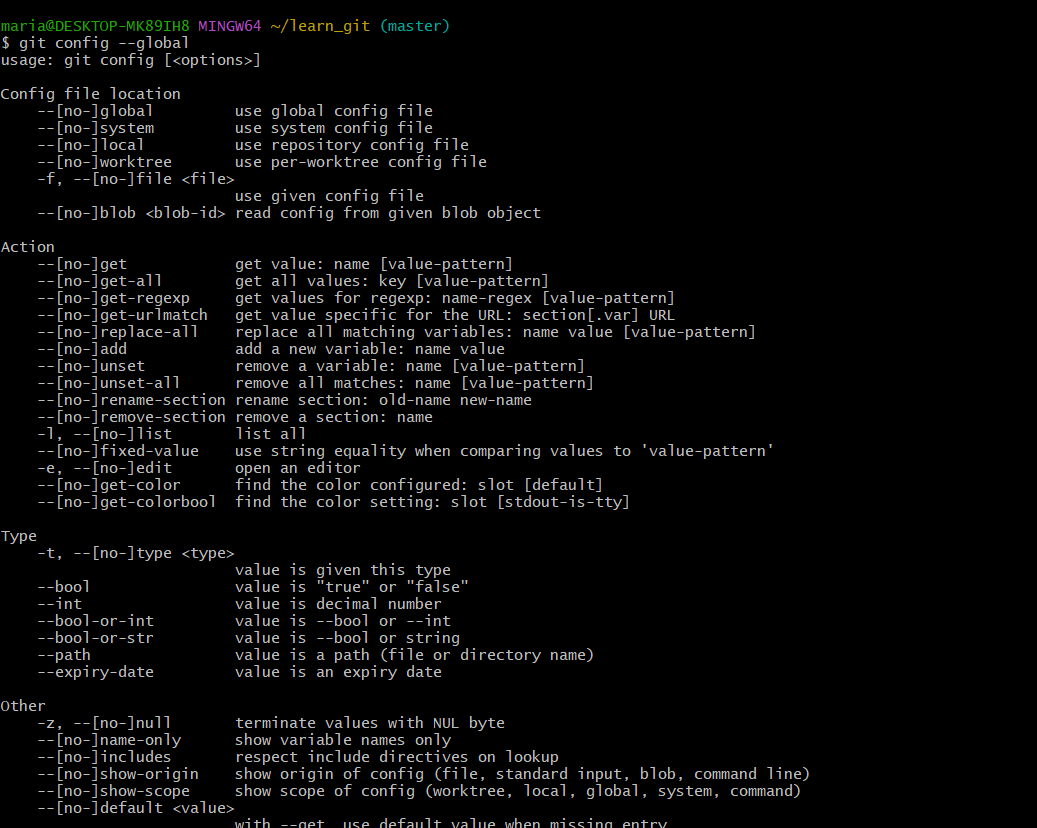 maria@DESKTOP-MK89IH8 MINGW64 ~/learn_git (master)
$ git config --global
usage: git config [<options>]
Config file location
--[no-]global use global config file
--[no-]system use system config file
--[no-]local use repository config file
--[no-]worktree use per-worktree config file
-f, --[no-]file <file>
use given config file
--[no-]blob <blob-id> read config from given blob object
Action
--[no-]get get value: name [value-pattern]
--[no-]get-all get all values: key [value-pattern]
--[no-]get-regexp get values for regexp: name-regex [value-pattern]
--[no-]get-urlmatch get value specific for the URL: section[.var] URL
--[no-]replace-all replace all matching variables: name value [value-pattern]
--[no-]add add a new variable: name value
--[no-]unset remove a variable: name [value-pattern]
--[no-]unset-all remove all matches: name [value-pattern]
--[no-]rename-section rename section: old-name new-name
--[no-]remove-section remove a section: name
-l, --[no-]list list all
--[no-]fixed-value use string equality when comparing values to 'value-pattern'
-e, --[no-]edit open an editor
--[no-]get-color find the color configured: slot [default]
--[no-]get-colorbool find the color setting: slot [stdout-is-tty]
Type
-t, --[no-]type <type>
value is given this type
--bool value is "true" or "false"
--int value is decimal number
--bool-or-int value is --bool or --int
--bool-or-str value is --bool or string
--path value is a path (file or directory name)
--expiry-date value is an expiry date
Other
-z, --[no-]null terminate values with NUL byte
--[no-]name-only show variable names only
--[no-]includes respect include directives on lookup
--[no-]show-origin show origin of config (file, standard input, blob, command line)
--[no-]show-scope show scope of config (worktree, local, global, system, command)
--[no-]default <value>
with --get, use default value when missing entry